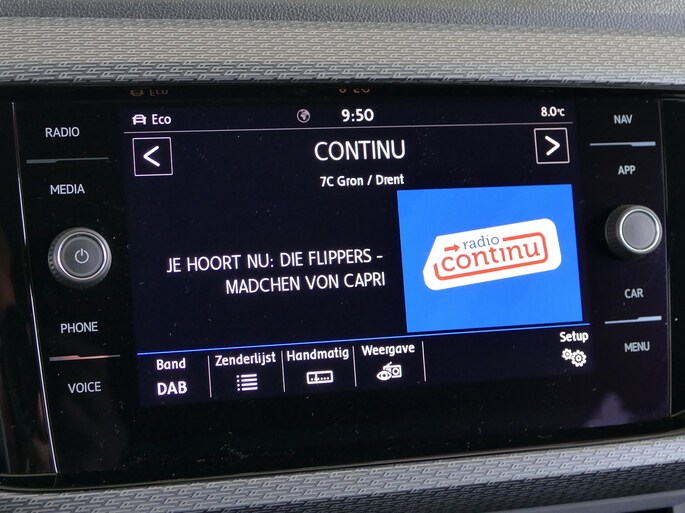 Eco
9:50
8.0°C
RADIO
MEDIA
PHONE
VOICE
NAV
APP
CAR
MENU
<
CONTINU
>
7C Gron / Drent
JE HOORT NU: DIE FLIPPERS -
MADCHEN VON CAPRI
radio
continu
Band
DAB
Zenderlijst
Handmatig
Weergave
Setup